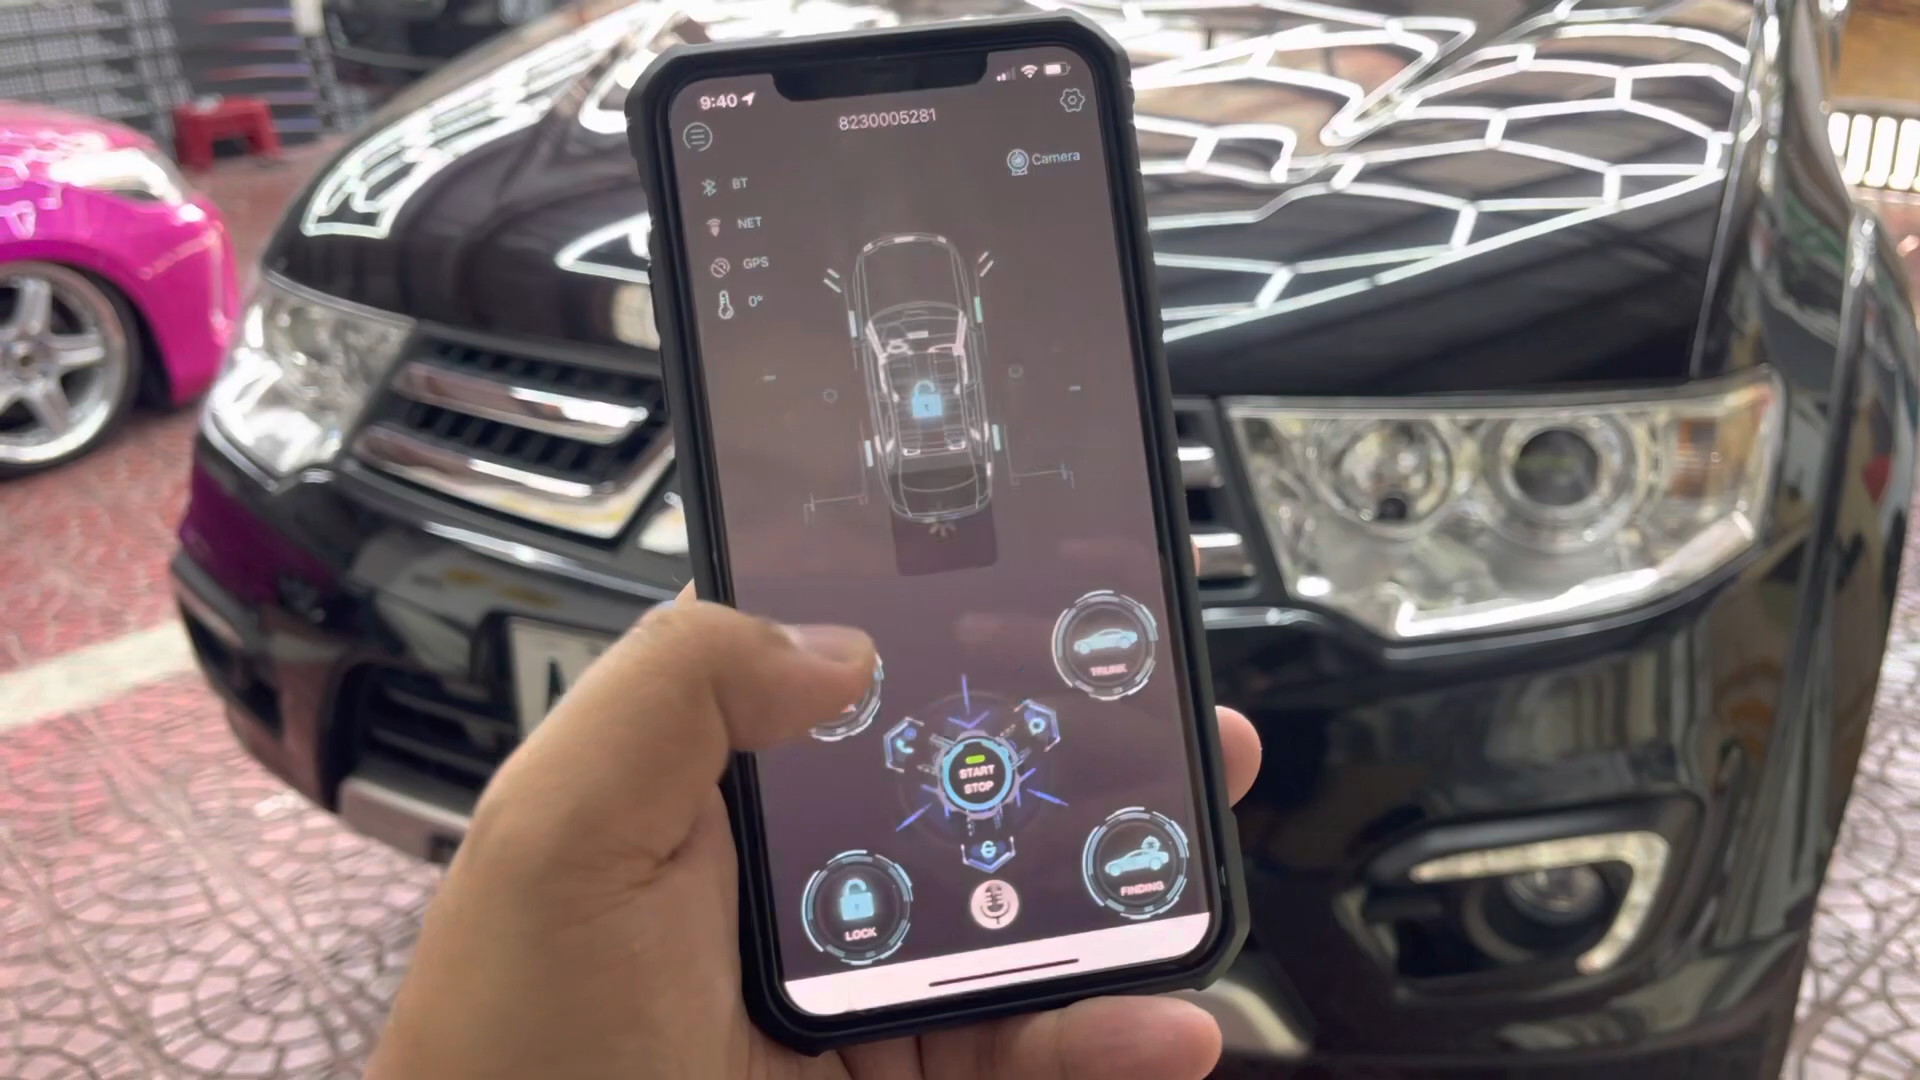 9:40
8230005281
Camera
BT
NET
GPS
0°
TRUNK
START
STOP
FINDING
LOCK